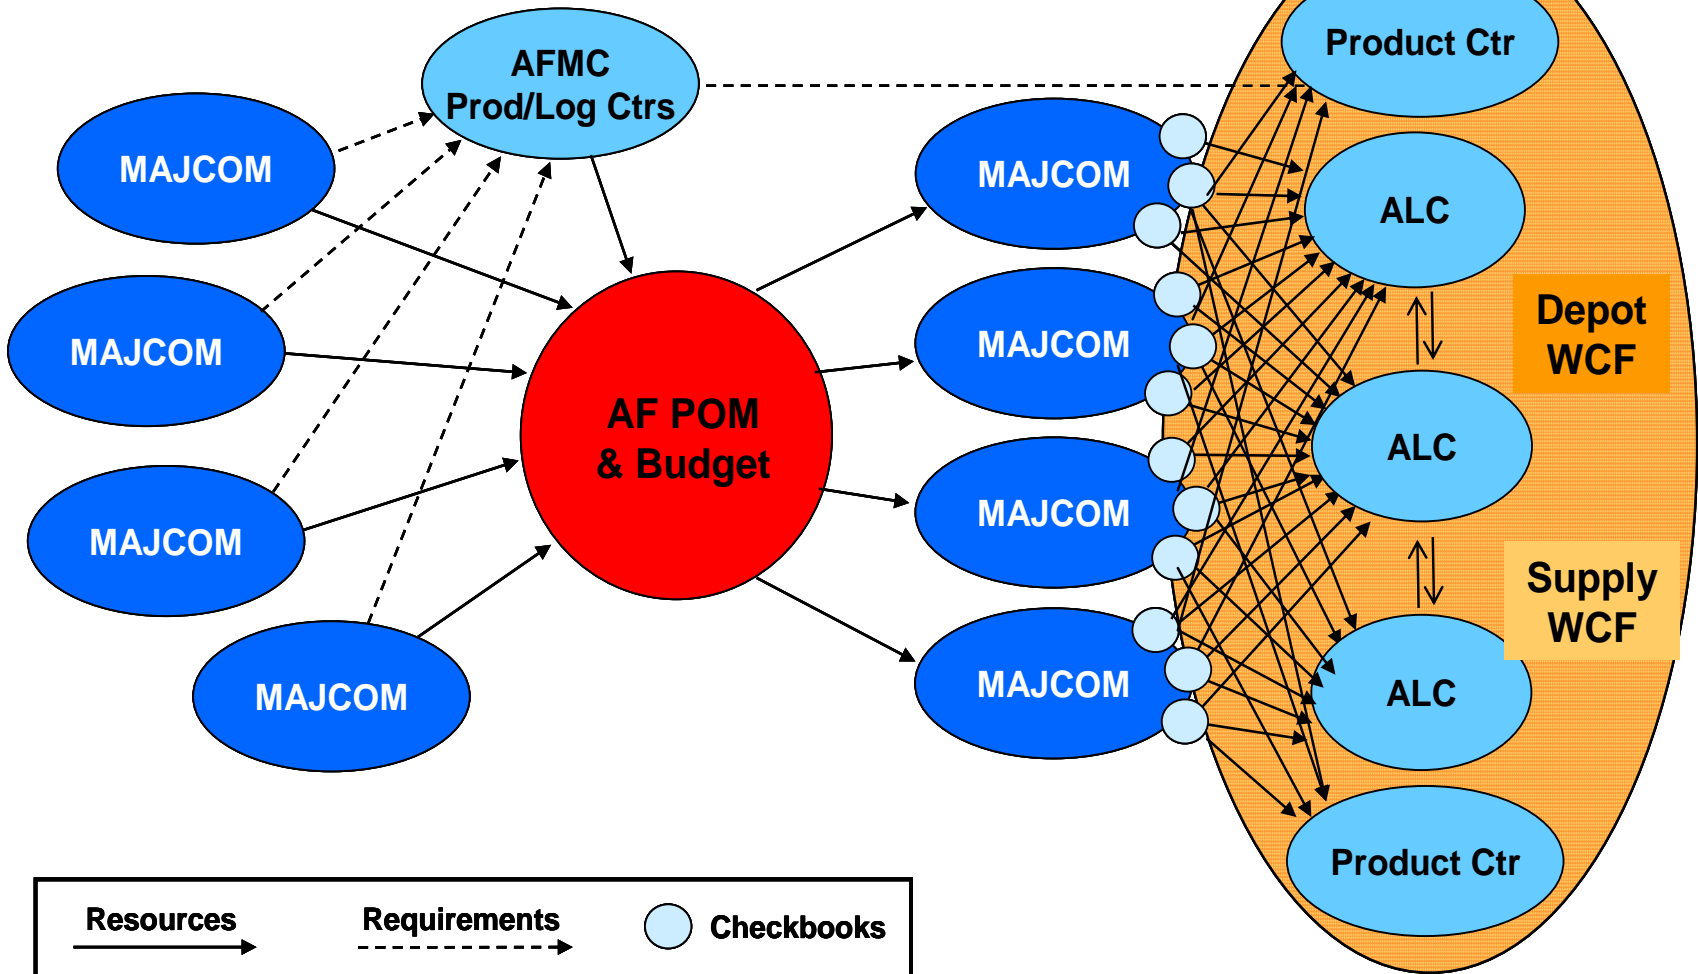 AFMC
Prod/Log Ctrs
MAJCOM
MAJCOM
MAJCOM
MAJCOM
AF POM
& Budget
MAJCOM
MAJCOM
MAJCOM
MAJCOM
Product Ctr
ALC
ALC
ALC
Product Ctr
Depot
WCF
Supply
WCF
Resources
Requirements
Checkbooks